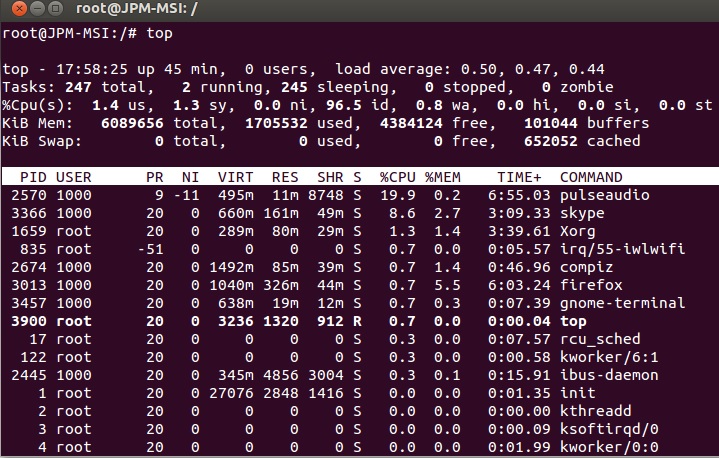 root@JPM-MSI: /
root@JPM-MSI:/# top
top - 17:58:25 up 45 min,  0 users,  load average: 0.50, 0.47, 0.44
Tasks: 247 total,   2 running, 245 sleeping,   0 stopped,   0 zombie
%Cpu(s):  1.4 us,  1.3 sy,  0.0 ni, 96.5 id,  0.8 wa,  0.0 hi,  0.0 si,  0.0 st
KiB Mem:   6089656 total,  1705532 used,  4384124 free,   101044 buffers
KiB Swap:        0 total,        0 used,        0 free,   652052 cached
PID USER      PR  NI  VIRT  RES  SHR S  %CPU %MEM    TIME+  COMMAND
2570 1000       9 -11  495m  11m 8748 S  19.9  0.2   6:55.03 pulseaudio
3366 1000      20   0  660m 161m  49m S   8.6  2.7   3:09.33 skype
1659 root      20   0  289m  80m  29m S   1.3  1.4   3:39.61 Xorg
835 root     -51   0     0    0    0 S   0.7  0.0   0:05.57 irq/55-iwlwifi
2674 1000      20   0 1492m  85m  39m S   0.7  1.4   0:46.96 compiz
3013 1000      20   0 1040m 326m  44m S   0.7  5.5   6:03.24 firefox
3457 1000      20   0  638m  19m  12m S   0.7  0.3   0:07.39 gnome-terminal
3900 root      20   0  3236 1320  912 R   0.7  0.0   0:00.04 top
17 root      20   0     0    0    0 S   0.3  0.0   0:07.57 rcu_sched
122 root      20   0     0    0    0 S   0.3  0.0   0:00.58 kworker/6:1
2445 1000      20   0  345m 4856 3004 S   0.3  0.1   0:15.91 ibus-daemon
1 root      20   0 27076 2848 1416 S   0.0  0.0   0:01.35 init
2 root      20   0     0    0    0 S   0.0  0.0   0:00.00 kthreadd
3 root      20   0     0    0    0 S   0.0  0.0   0:00.09 ksoftirqd/0
4 root      20   0     0    0    0 S   0.0  0.0   0:01.99 kworker/0:0